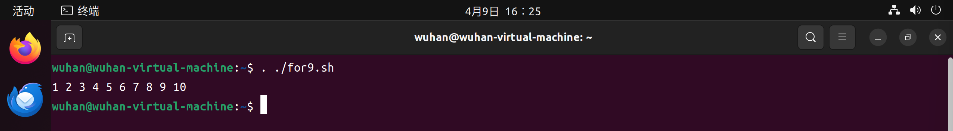 活动 终端 4月9日 16：25
wuhan@wuhan-virtual-machine: ~
wuhan@wuhan-virtual-machine:~$ . ./for9.sh
1 2 3 4 5 6 7 8 9 10
wuhan@wuhan-virtual-machine:~$